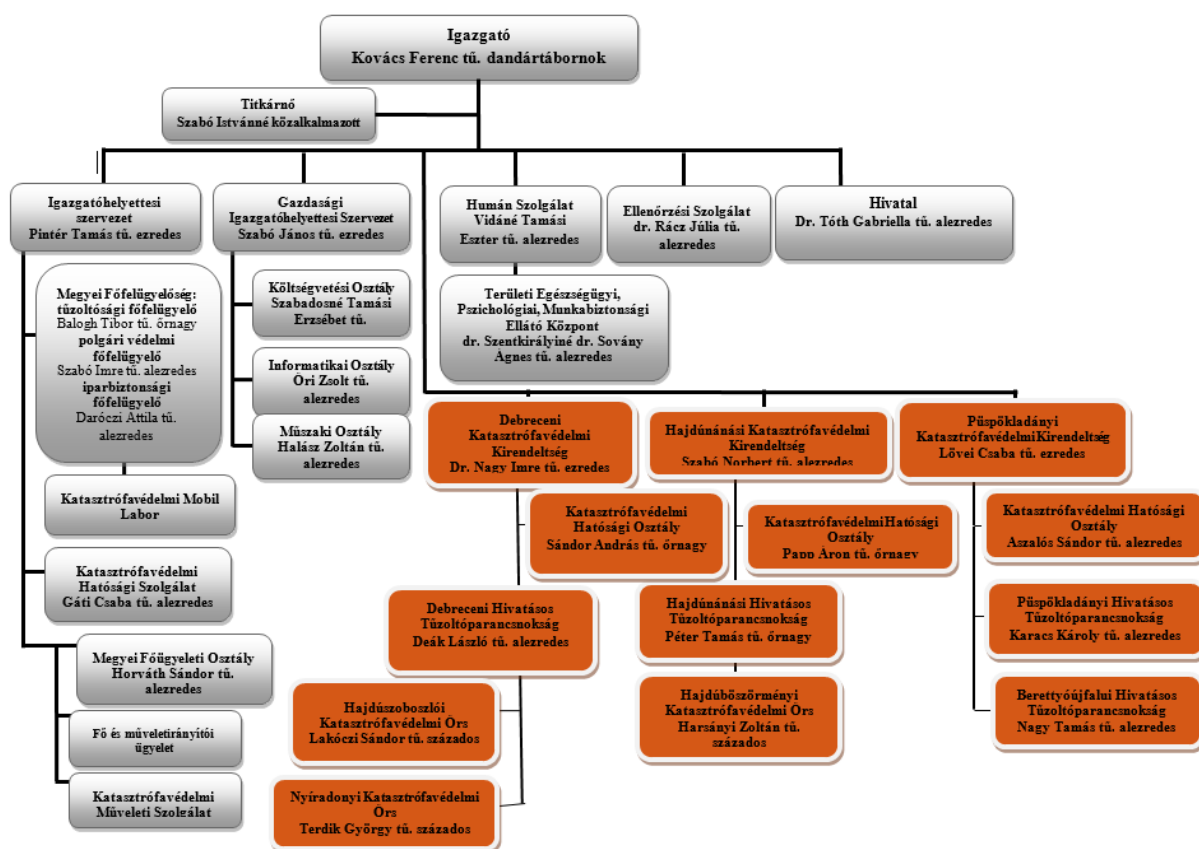 Igazgató
Kovács Ferenc tű. dandártábornok
Titkárnő
Szabó Istvánné közalkalmazott
Igazgatóhelyettesi
szervezet
Pintér Tamás tű. ezredes
Gazdasági
Igazgatóhelyettesi Szervezet
Szabó János tű. ezredes
Humán Szolgálat
Vidáné Tamási
Eszter tű. alezredes
Ellenőrzési Szolgálat
dr. Rácz Júlia tű.
alezredes
Hivatal
Dr. Tóth Gabriella tű. alezredes
Megyei Főfelügyelőség:
tűzoltósági főfelügyelő
Balogh Tibor tű. őrnagy
polgári védelmi
főfelügyelő
Szabó Imre tű. alezredes
iparbiztonsági
főfelügyelő
Daróczi Attila tű.
alezredes
Költségvetési Osztály
Szabadosné Tamási
Erzsébet tű.
Informatikai Osztály
Őri Zsolt tű.
alezredes
Műszaki Osztály
Halász Zoltán tű.
alezredes
Területi Egészségügyi,
Pszichológiai, Munkabiztonsági
Ellátó Központ
dr. Szentkirályiné dr. Sovány
Ágnes tű. alezredes
Katasztrófavédelmi Mobil
Labor
Katasztrófavédelmi
Hatósági Szolgálat
Gáti Csaba tű. alezredes
Megyei Főügyeleti Osztály
Horváth Sándor tű.
alezredes
Fő és műveletirányítói
ügyelet
Katasztrófavédelmi
Műveleti Szolgálat
Debreceni
Katasztrófavédelmi
Kirendeltség
Dr. Nagy Imre tű. ezredes
Hajdúnánási Katasztrófavédelmi
Kirendeltség
Szabó Norbert tű. alezredes
Püspökladányi
Katasztrófavédelmi Kirendeltség
Lővei Csaba tű. ezredes
Katasztrófavédelmi
Hatósági Osztály
Sándor András tű. őrnagy
Katasztrófavédelmi Hatósági
Osztály
Papp Áron tű. őrnagy
Katasztrófavédelmi Hatósági
Osztály
Aszalós Sándor tű. alezredes
Debreceni Hivatásos
Tűzoltóparancsnokság
Deák László tű. alezredes
Hajdúnánási Hivatásos
Tűzoltóparancsnokság
Péter Tamás tű. őrnagy
Püspökladányi Hivatásos
Tűzoltóparancsnokság
Karacs Károly tű. alezredes
Hajdúszoboszlói
Katasztrófavédelmi Őrs
Lakóczi Sándor tű. százados
Hajdúböszörményi
Katasztrófavédelmi Őrs
Harsányi Zoltán tű.
százados
Berettyóújfalui Hivatásos
Tűzoltóparancsnokság
Nagy Tamás tű. alezredes
Nyíradonyi Katasztrófavédelmi
Őrs
Terdik György tű. százados